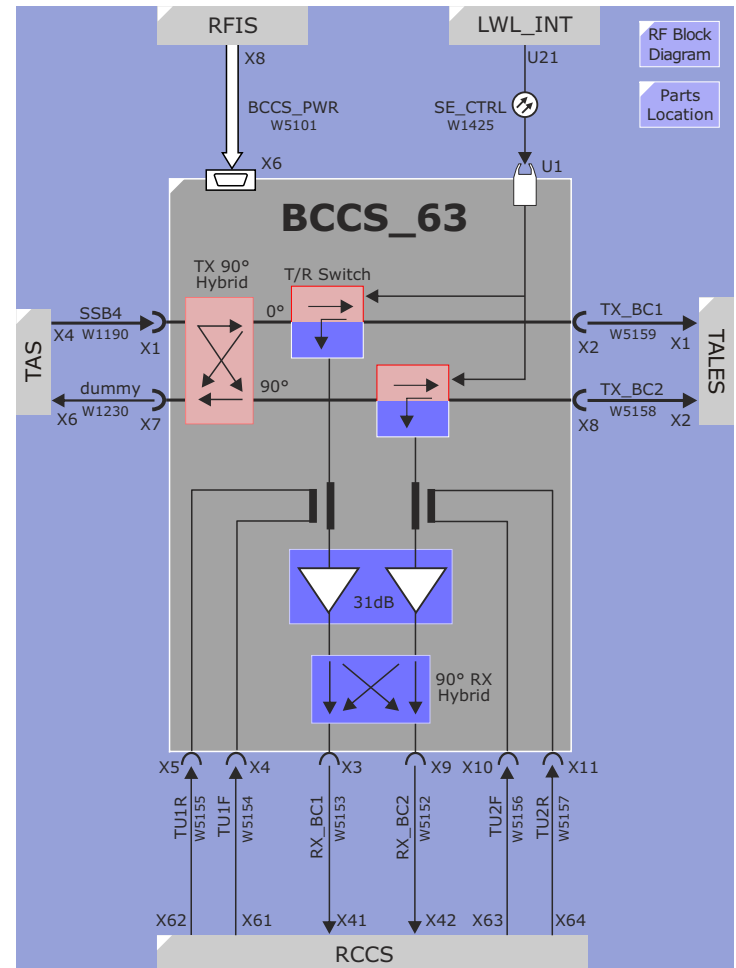 RFIS
LWL_INT
RF Block
Diagram
Parts
Location
X8
U21
BCCS_PWR
W5101
SE_CTRL
W1425
X6
U1
BCCS_63
TX 90°
Hybrid
T/R Switch
0°
90°
TAS
SSB4
X4
W1190
X1
dummy
X6
W1230
X7
TX_BC1
X2
W5159
X1
TX_BC2
X8
W5158
X2
TALES
31dB
90° RX
Hybrid
X5
X4
X3
X9
X10
X11
TU1R
W5155
TU1F
W5154
RX_BC1
W5153
RX_BC2
W5152
TU2F
W5156
TU2R
W5157
X62
X61
X41
X42
X63
X64
RCCS